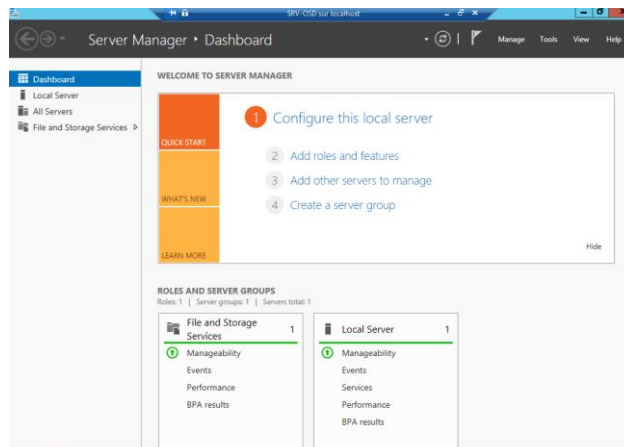 SRV-OSD sur localhost
Server Manager • Dashboard
Manage Tools View Help
Dashboard
Local Server
All Servers
File and Storage Services
WELCOME TO SERVER MANAGER
QUICK START
WHAT'S NEW
LEARN MORE
1 Configure this local server
2 Add roles and features
3 Add other servers to manage
4 Create a server group
Hide
ROLES AND SERVER GROUPS
Roles: 1 | Server groups: 1 | Servers total: 1
File and Storage
Services 1
Manageability
Events
Performance
BPA results
Local Server 1
Manageability
Events
Services
Performance
BPA results